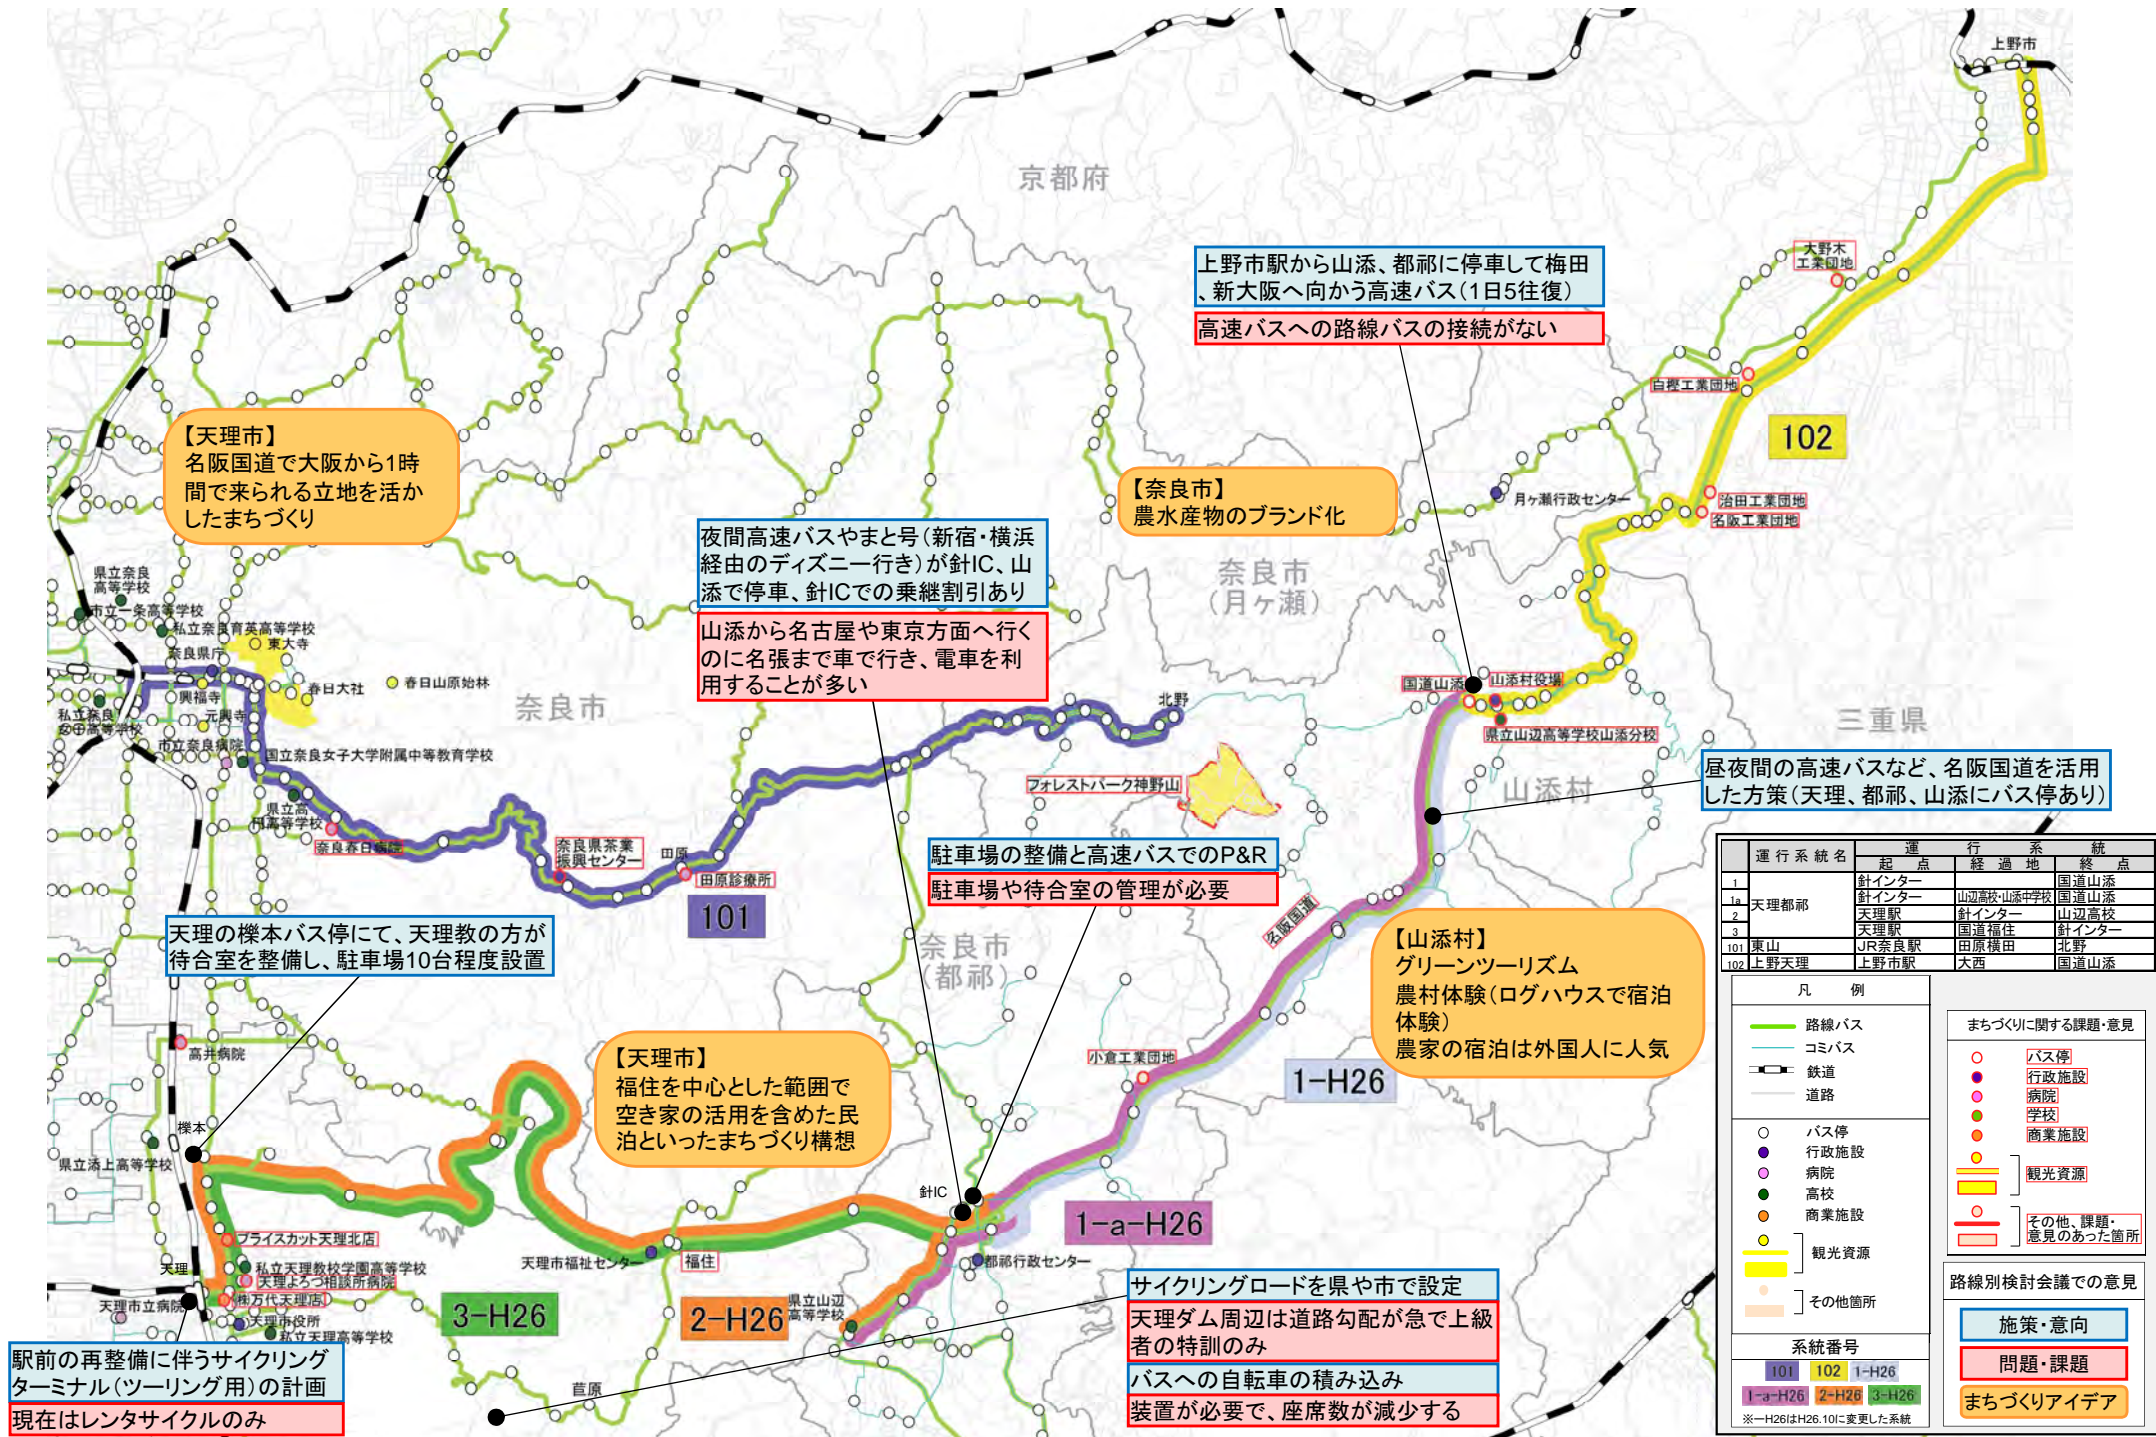 上野市
京都府
上野市駅から山添、都祁に停車して梅田
、新大阪へ向かう高速バス(1日5往復)
高速バスへの路線バスの接続がない
大野木
工業団地
白樫工業団地
102
【天理市】
名阪国道で大阪から1時
間で来られる立地を活か
したまちづくり
【奈良市】
農水産物のブランド化
月ヶ瀬行政センター
治田工業団地
名阪工業団地
夜間高速バスやまと号(新宿・横浜
経由のディズニー行き)が針IC、山
添で停車、針ICでの乗継割引あり
山添から名古屋や東京方面へ行く
のに名張まで車で行き、電車を利
用することが多い
奈良市
(月ヶ瀬)
県立奈良
高等学校
市立一条高等学校
私立奈良育英高等学校
東大寺
奈良県庁
春日大社
春日山原始林
興福寺
元興寺
私立奈良
女子高等学校
市立奈良病院
国立奈良女子大学附属中等教育学校
奈良市
北野
国道山添
山添村役場
県立山辺高等学校山添分校
三重県
山添村
昼夜間の高速バスなど、名阪国道を活用
した方策(天理、都祁、山添にバス停あり)
フォレストパーク神野山
県立高
円高等学校
奈良春日病院
奈良県茶業
振興センター
田原
田原診療所
101
駐車場の整備と高速バスでのP&R
駐車場や待合室の管理が必要
名阪国道
天理の櫟本バス停にて、天理教の方が
待合室を整備し、駐車場10台程度設置
奈良市
(都祁)
【山添村】
グリーンツーリズム
農村体験(ログハウスで宿泊
体験)
農家の宿泊は外国人に人気
高井病院
【天理市】
福住を中心とした範囲で
空き家の活用を含めた民
泊といったまちづくり構想
小倉工業団地
1-H26
櫟本
県立添上高等学校
針IC
1-a-H26
プライスカット天理北店
天理
私立天理教校学園高等学校
天理よろづ相談所病院
㈱万代天理店
天理市立病院
天理市役所
私立天理高等学校
天理市福祉センター
福住
都祁行政センター
3-H26
2-H26
県立山辺
高等学校
サイクリングロードを県や市で設定
天理ダム周辺は道路勾配が急で上級
者の特訓のみ
バスへの自転車の積み込み
装置が必要で、座席数が減少する
苣原
駅前の再整備に伴うサイクリング
ターミナル(ツーリング用)の計画
現在はレンタサイクルのみ
運行系統名 運行系統
起点 経過地 終点
1 天理都祁 針インター 国道山添
1a 針インター 山辺高校・山添中学校 国道山添
2 天理駅 針インター 山辺高校
3 天理駅 国道福住 針インター
101 東山 JR奈良駅 田原横田 北野
102 上野天理 上野市駅 大西 国道山添
凡例
路線バス
コミバス
鉄道
道路
バス停
行政施設
病院
高校
商業施設
観光資源
その他箇所
系統番号
101 102 1-H26
1-a-H26 2-H26 3-H26
※-H26はH26.10に変更した系統
まちづくりに関する課題・意見
バス停
行政施設
病院
学校
商業施設
観光資源
その他、課題・
意見のあった箇所
路線別検討会議での意見
施策・意向
問題・課題
まちづくりアイデア